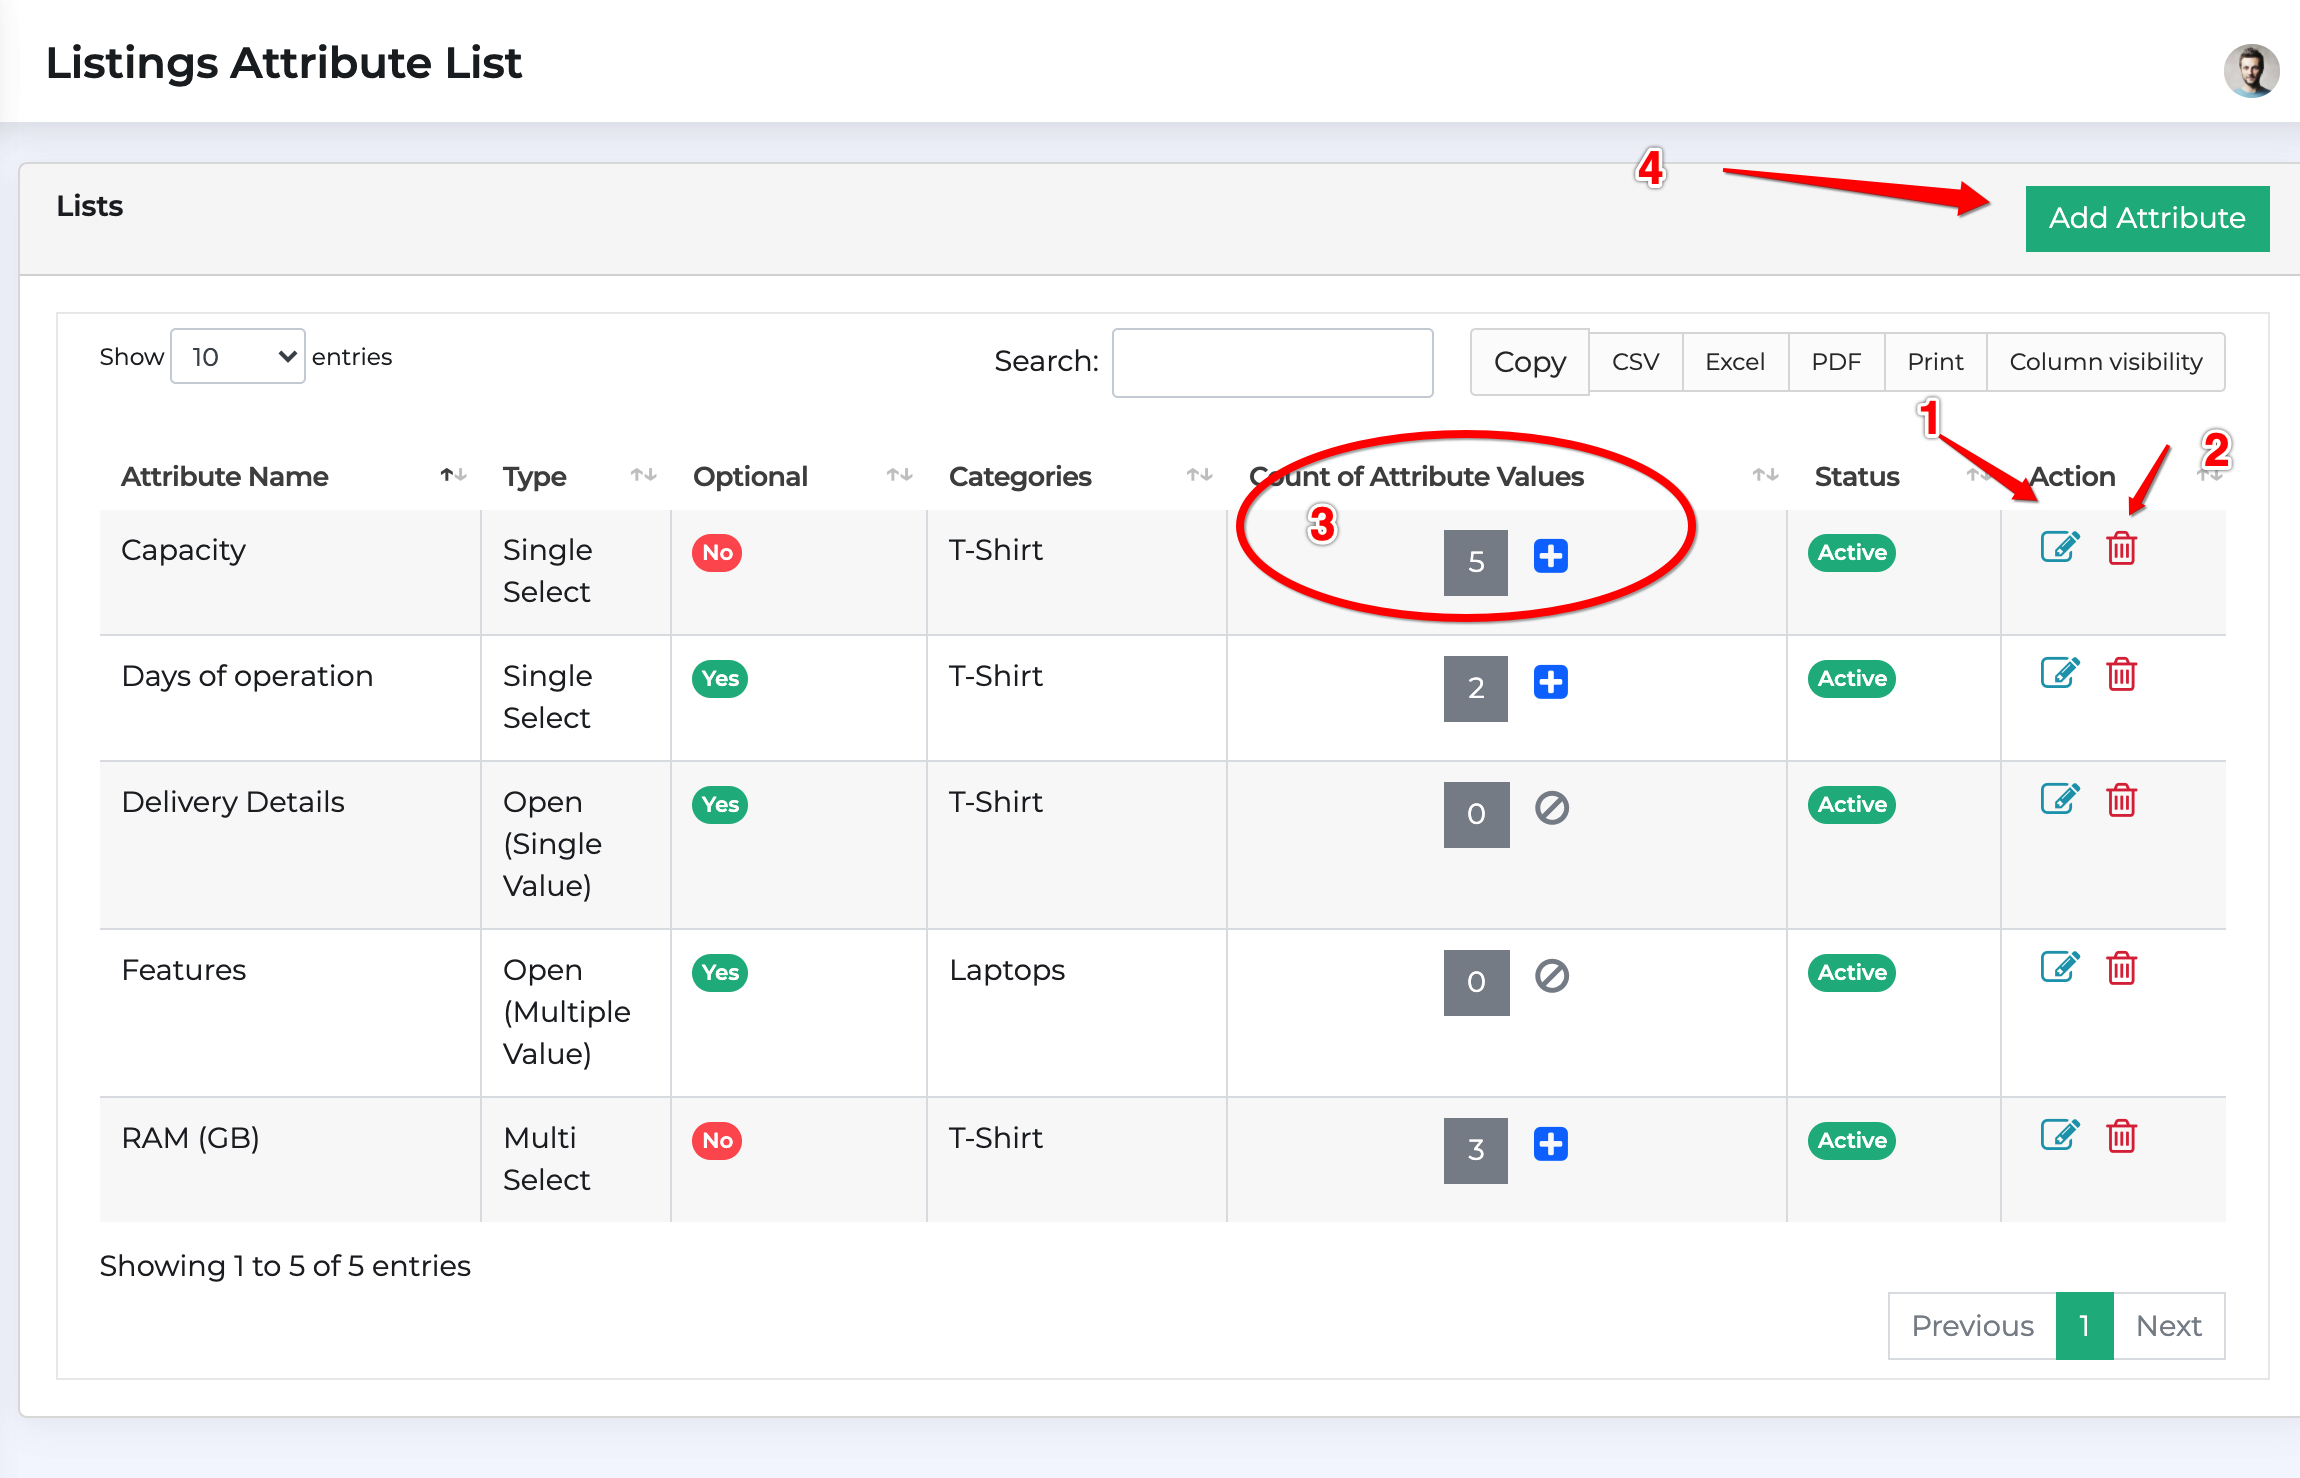 Listings Attribute List
4
Lists
Add Attribute
Show 10 entries
Search:
Copy CSV Excel PDF Print Column visibility
1
2
Attribute Name Type Optional Categories Count of Attribute Values Status Action
3
Capacity Single Select No T-Shirt 5 Active
Days of operation Single Select Yes T-Shirt 2 Active
Delivery Details Open (Single Value) Yes T-Shirt 0 Active
Features Open (Multiple Value) Yes Laptops 0 Active
RAM (GB) Multi Select No T-Shirt 3 Active
Showing 1 to 5 of 5 entries
Previous 1 Next